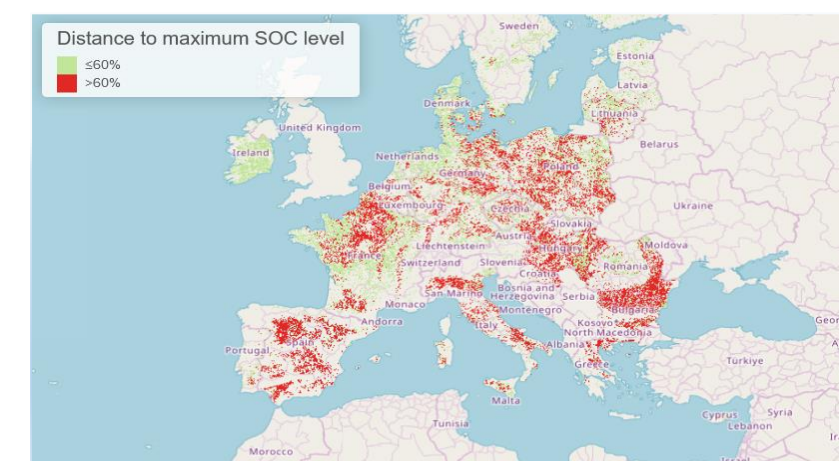 Distance to maximum SOC level
≤60%
>60%
Sweden
Estonia
Latvia
Denmark
Lithuania
United Kingdom
Ireland
Belarus
Netherlands
Poland
Germany
Belgium
Luxembourg
Czechia
Ukraine
Slovakia
Austria
Moldova
Liechtenstein
Hungary
France
Switzerland
Slovenia
Romania
Croatia
San Marino
Bosnia and
Herzegovina
Serbia
Monaco
Montenegro
Bulgaria
Andorra
Italy
Kosovo
North Macedonia
Geor
Portugal
Spain
Albania
Greece
Türkiye
Malta
Cyprus
Syria
Lebanon
Tunisia
Morocco
Israel